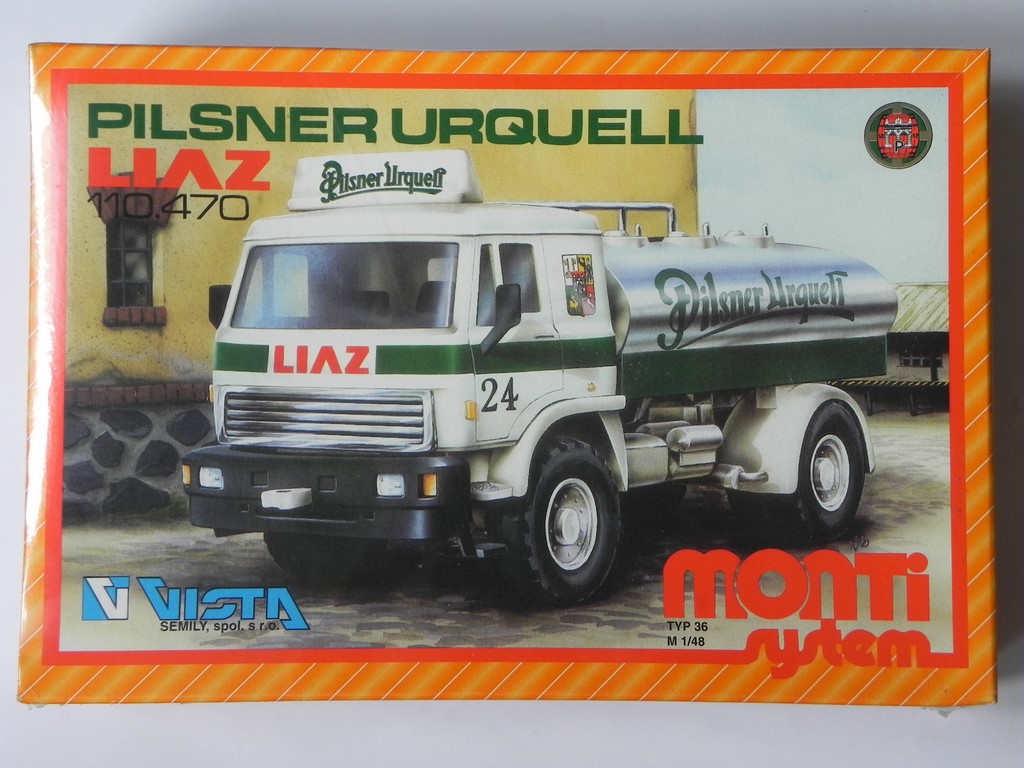 PILSNER URQUELL
LIAZ
110.470
Pilsner Urquell
Pilsner Urquell
LIAZ
24
P
VISTA
SEMILY, spol. s r.o.
TYP 36
M 1/48
MONTI
system